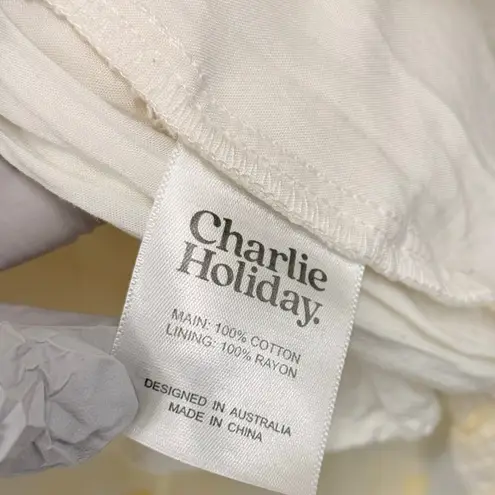 Charlie
Holiday.
MAIN: 100% COTTON
LINING: 100% RAYON
DESIGNED IN AUSTRALIA
MADE IN CHINA